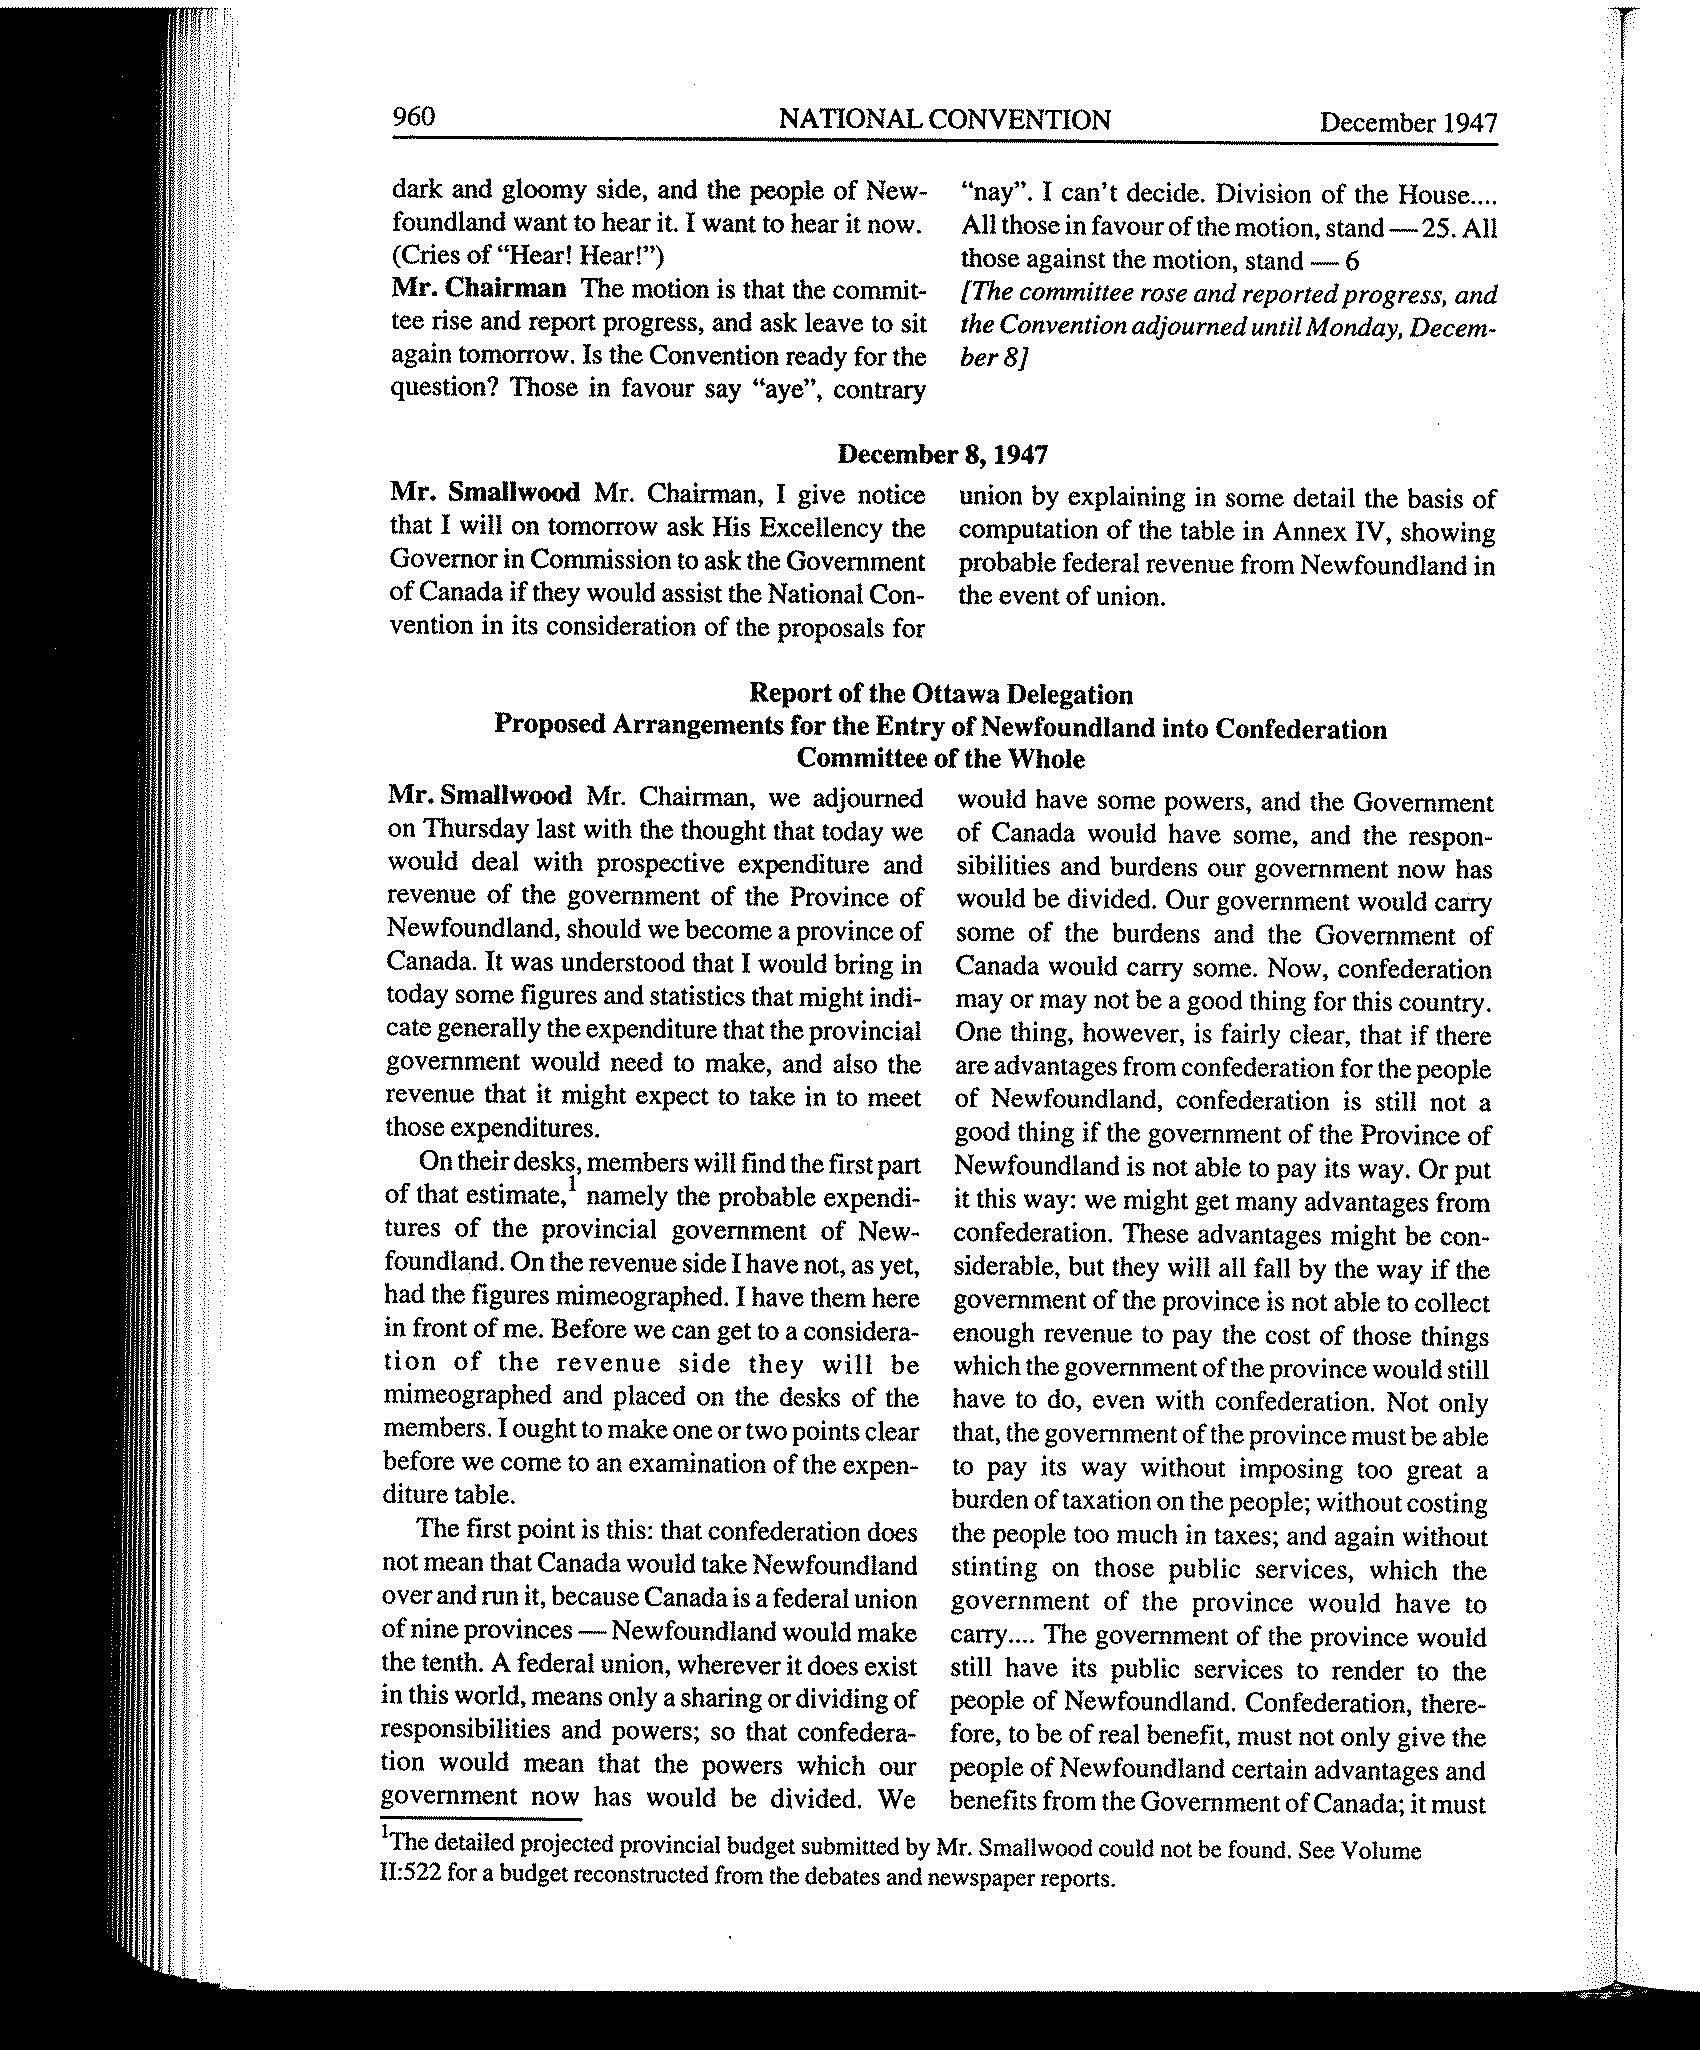 960
NATIONAL CONVENTION
December 1947
dark and gloomy side, and the people of New-
foundland want to hear it. I want to hear it now.
(Cries of “Hear! Hear!”)
Mr. Chairman The motion is that the commit-
tee rise and report progress, and ask leave to sit
again tomorrow. Is the Convention ready for the
question? Those in favour say “aye”, contrary
“nay”. I can't decide. Division of the House....
All those in favour of the motion, stand — 25. All
those against the motion, stand — 6
[The committee rose and reported progress, and
the Convention adjourned until Monday, Decem-
ber 8]
December 8, 1947
Mr. Smallwood Mr. Chairman, I give notice
that I will on tomorrow ask His Excellency the
Governor in Commission to ask the Government
of Canada if they would assist the National Con-
vention in its consideration of the proposals for
union by explaining in some detail the basis of
computation of the table in Annex IV, showing
probable federal revenue from Newfoundland in
the event of union.
Report of the Ottawa Delegation
Proposed Arrangements for the Entry of Newfoundland into Confederation
Committee of the Whole
Mr. Smallwood Mr. Chairman, we adjourned
on Thursday last with the thought that today we
would deal with prospective expenditure and
revenue of the government of the Province of
Newfoundland, should we become a province of
Canada. It was understood that I would bring in
today some figures and statistics that might indi-
cate generally the expenditure that the provincial
government would need to make, and also the
revenue that it might expect to take in to meet
those expenditures.
On their desks, members will find the first part
of that estimate,¹ namely the probable expendi-
tures of the provincial government of New-
foundland. On the revenue side I have not, as yet,
had the figures mimeographed. I have them here
in front of me. Before we can get to a considera-
tion of the revenue side they will be
mimeographed and placed on the desks of the
members. I ought to make one or two points clear
before we come to an examination of the expen-
diture table.
The first point is this: that confederation does
not mean that Canada would take Newfoundland
over and run it, because Canada is a federal union
of nine provinces — Newfoundland would make
the tenth. A federal union, wherever it does exist
in this world, means only a sharing or dividing of
responsibilities and powers; so that confedera-
tion would mean that the powers which our
government now has would be divided. We
would have some powers, and the Government
of Canada would have some, and the respon-
sibilities and burdens our government now has
would be divided. Our government would carry
some of the burdens and the Government of
Canada would carry some. Now, confederation
may or may not be a good thing for this country.
One thing, however, is fairly clear, that if there
are advantages from confederation for the people
of Newfoundland, confederation is still not a
good thing if the government of the Province of
Newfoundland is not able to pay its way. Or put
it this way: we might get many advantages from
confederation. These advantages might be con-
siderable, but they will all fall by the way if the
government of the province is not able to collect
enough revenue to pay the cost of those things
which the government of the province would still
have to do, even with confederation. Not only
that, the government of the province must be able
to pay its way without imposing too great a
burden of taxation on the people; without costing
the people too much in taxes; and again without
stinting on those public services, which the
government of the province would have to
carry.... The government of the province would
still have its public services to render to the
people of Newfoundland. Confederation, there-
fore, to be of real benefit, must not only give the
people of Newfoundland certain advantages and
benefits from the Government of Canada; it must
¹The detailed projected provincial budget submitted by Mr. Smallwood could not be found. See Volume
II:522 for a budget reconstructed from the debates and newspaper reports.